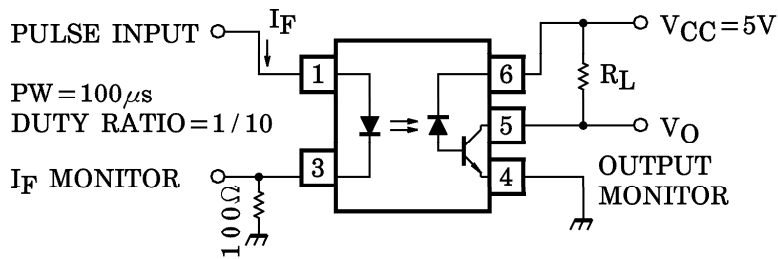 PULSE INPUT
I_F
V_CC=5V
1
6
R_L
PW=100μs
DUTY RATIO=1/10
5
V_O
I_F MONITOR
3
4
OUTPUT
MONITOR
100Ω